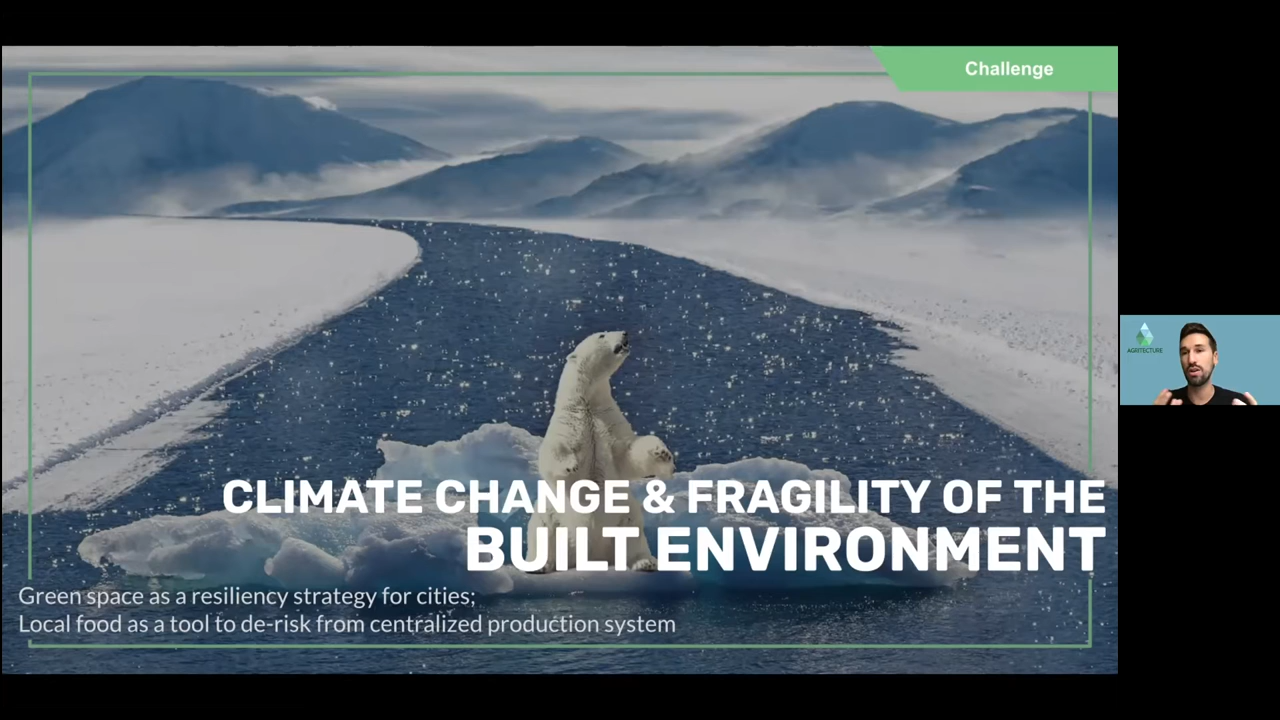 Challenge
CLIMATE CHANGE & FRAGILITY OF THE
BUILT ENVIRONMENT
Green space as a resiliency strategy for cities;
Local food as a tool to de-risk from centralized production system
AGRITECTURE